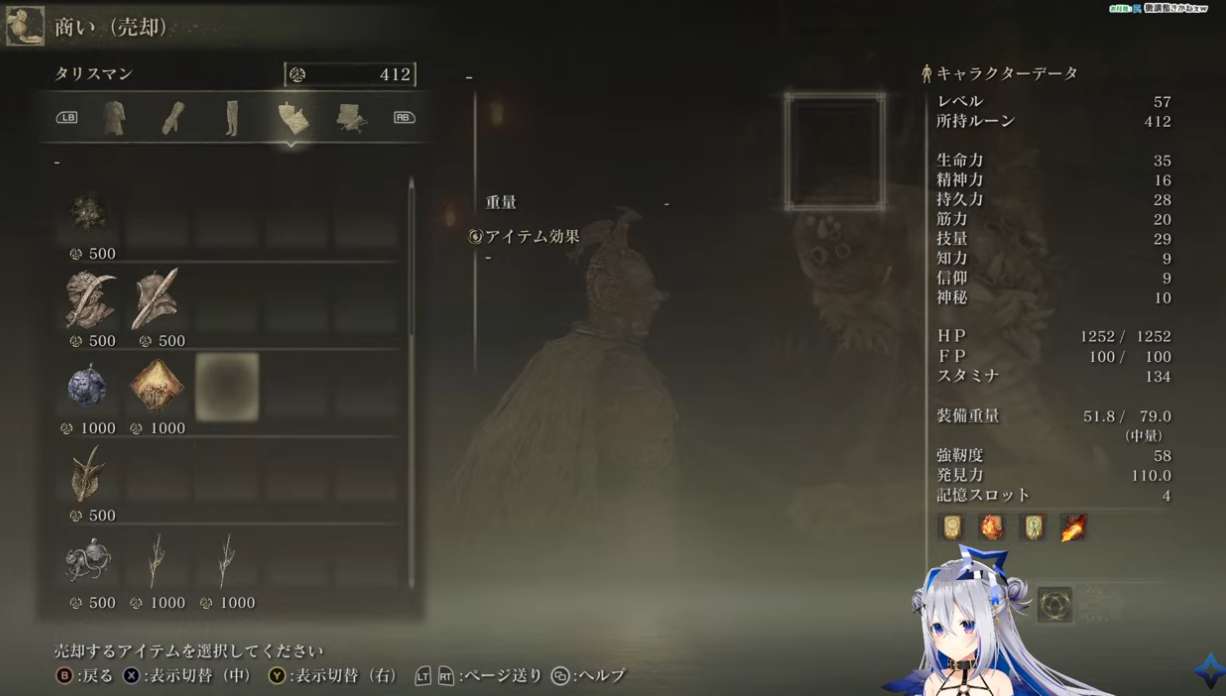 商い（売却）
タリスマン
412
-
LB
RB
-
500
500
500
1000
1000
500
500
1000
1000
-
重量
-
アイテム効果
-
キャラクターデータ
レベル 57
所持ルーン 412
生命力 35
精神力 16
持久力 28
筋力 20
技量 29
知力 9
信仰 9
神秘 10
ＨＰ 1252 / 1252
ＦＰ 100 / 100
スタミナ 134
装備重量 51.8 / 79.0
（中量）
強靭度 58
発見力 110.0
記憶スロット 4
売却するアイテムを選択してください
B :戻る X :表示切替（中） Y :表示切替（右） LT RT :ページ送り :ヘルプ